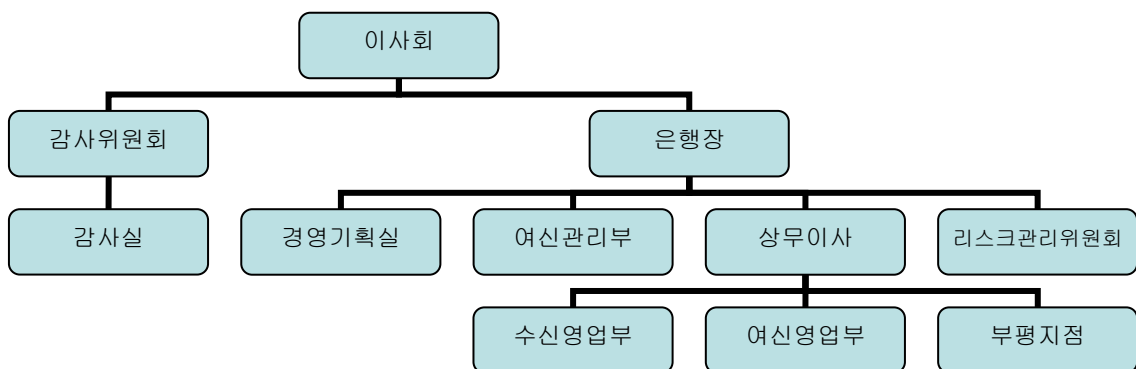 이사회
감사위원회
은행장
감사실
경영기획실
여신관리부
상무이사
리스크관리위원회
수신영업부
여신영업부
부평지점